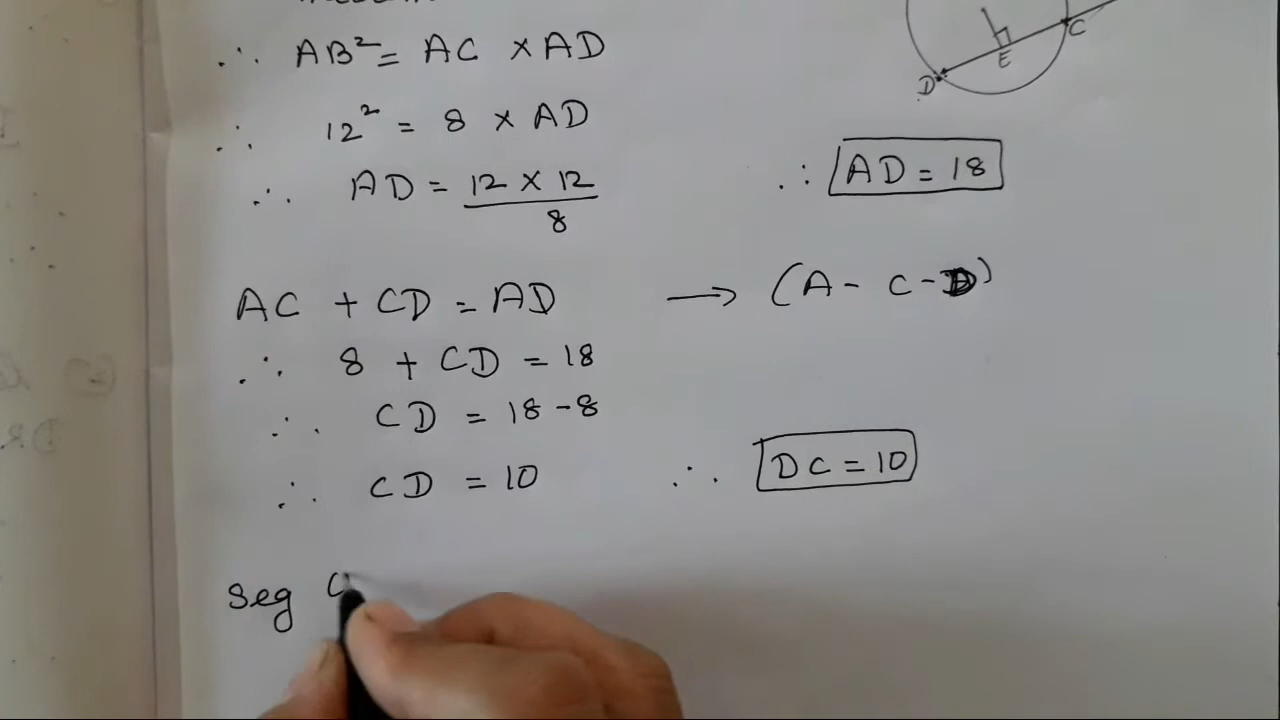 ∴ AB² = AC × AD
∴ 12² = 8 × AD
∴ AD = 12 × 12 / 8
∴ AD = 18
AC + CD = AD → (A - C - D)
∴ 8 + CD = 18
∴ CD = 18 - 8
∴ CD = 10 ∴ DC = 10
Seg
D E C